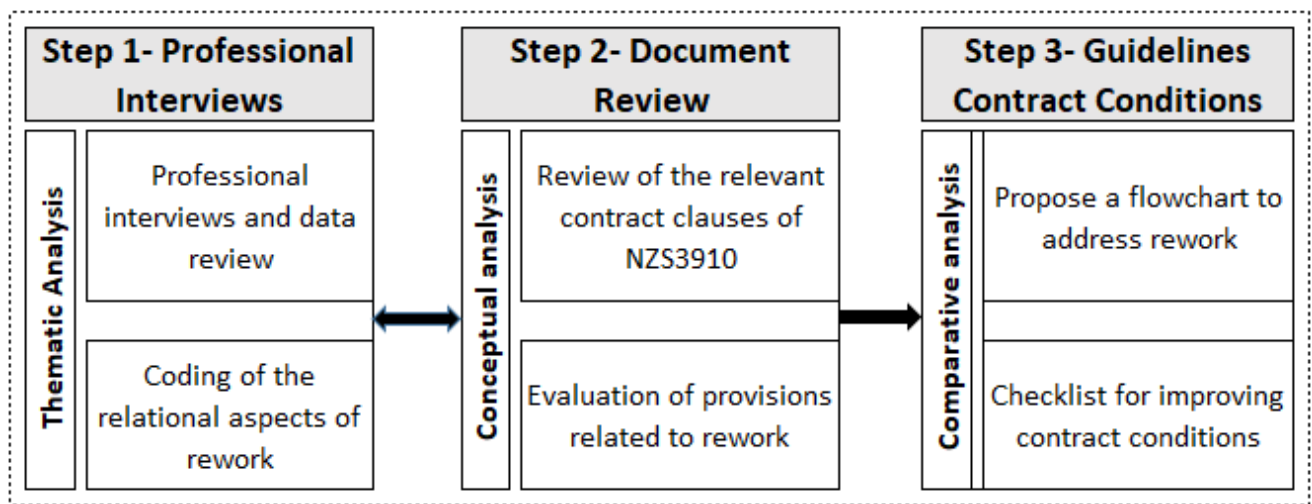 Step 1- Professional
Interviews
Thematic Analysis
Professional
interviews and data
review
Coding of the
relational aspects of
rework
Step 2- Document
Review
Conceptual analysis
Review of the relevant
contract clauses of
NZS3910
Evaluation of provisions
related to rework
Step 3- Guidelines
Contract Conditions
Comparative analysis
Propose a flowchart to
address rework
Checklist for improving
contract conditions